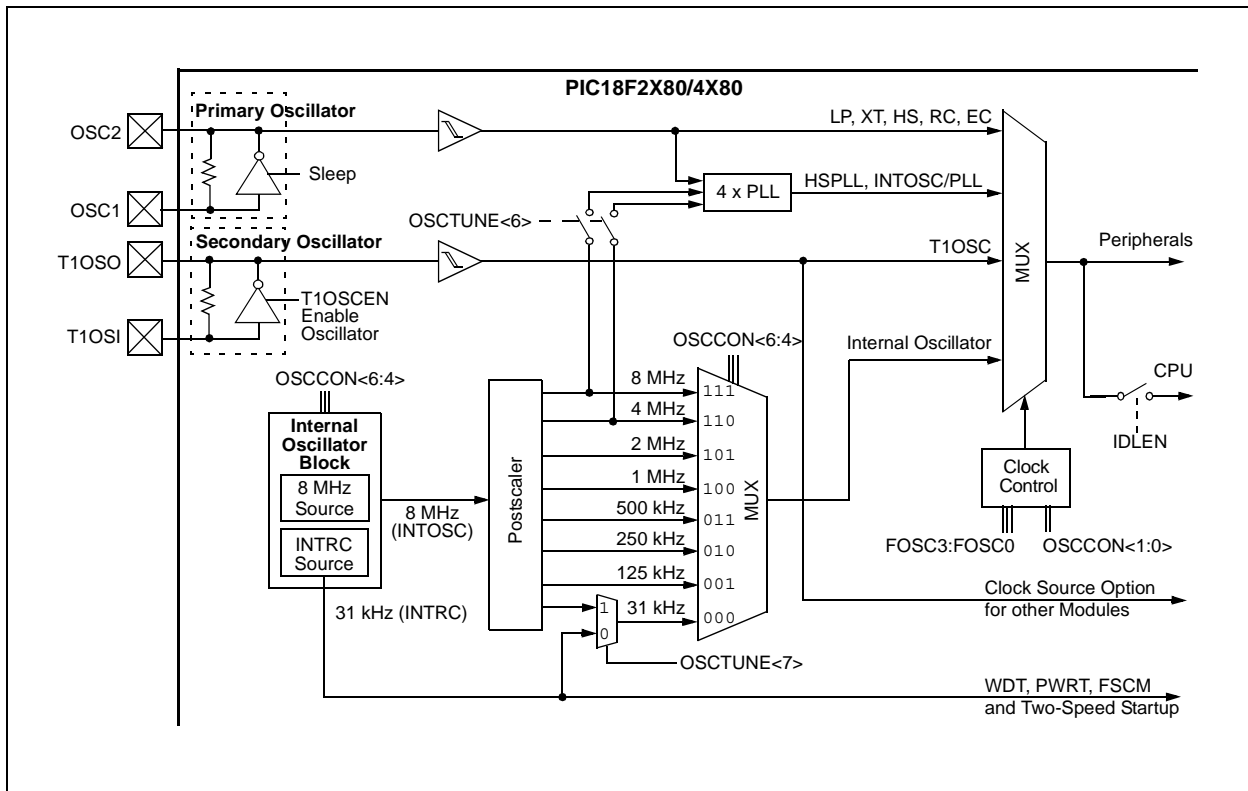 PIC18F2X80/4X80
Primary Oscillator
OSC2
LP, XT, HS, RC, EC
Sleep
4 x PLL
HSPLL, INTOSC/PLL
OSC1
OSCTUNE<6>
Secondary Oscillator
T1OSO
T1OSC
MUX
Peripherals
T1OSCEN
Enable
Oscillator
T1OSI
OSCCON<6:4>
Internal Oscillator
OSCCON<6:4>
CPU
IDLEN
Internal
Oscillator
Block
8 MHz
Source
INTRC
Source
8 MHz
(INTOSC)
31 kHz (INTRC)
Postscaler
8 MHz
111
4 MHz
110
2 MHz
101
1 MHz
100
500 kHz
011
250 kHz
010
125 kHz
001
1
0
31 kHz
000
MUX
OSCTUNE<7>
Clock
Control
FOSC3:FOSC0
OSCCON<1:0>
Clock Source Option
for other Modules
WDT, PWRT, FSCM
and Two-Speed Startup